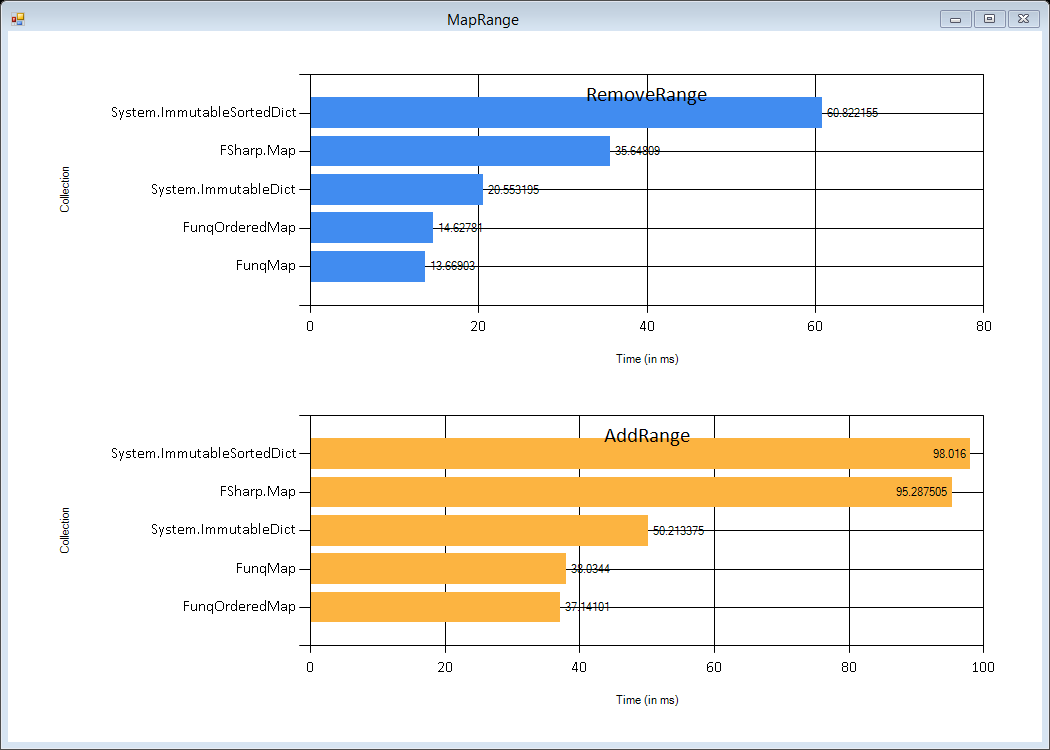 MapRange
RemoveRange
System.ImmutableSortedDict 60.822155
FSharp.Map 35.64809
System.ImmutableDict 20.553195
FunqOrderedMap 14.62781
FunqMap 13.66903
Collection
0 20 40 60 80
Time (in ms)
AddRange
System.ImmutableSortedDict 98.016
FSharp.Map 95.287505
System.ImmutableDict 50.213375
FunqMap 38.0344
FunqOrderedMap 37.14101
Collection
0 20 40 60 80 100
Time (in ms)